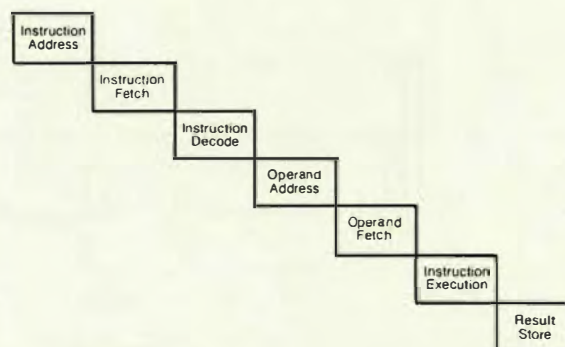 Instruction
Address
Instruction
Fetch
Instruction
Decode
Operand
Address
Operand
Fetch
Instruction
Execution
Result
Store